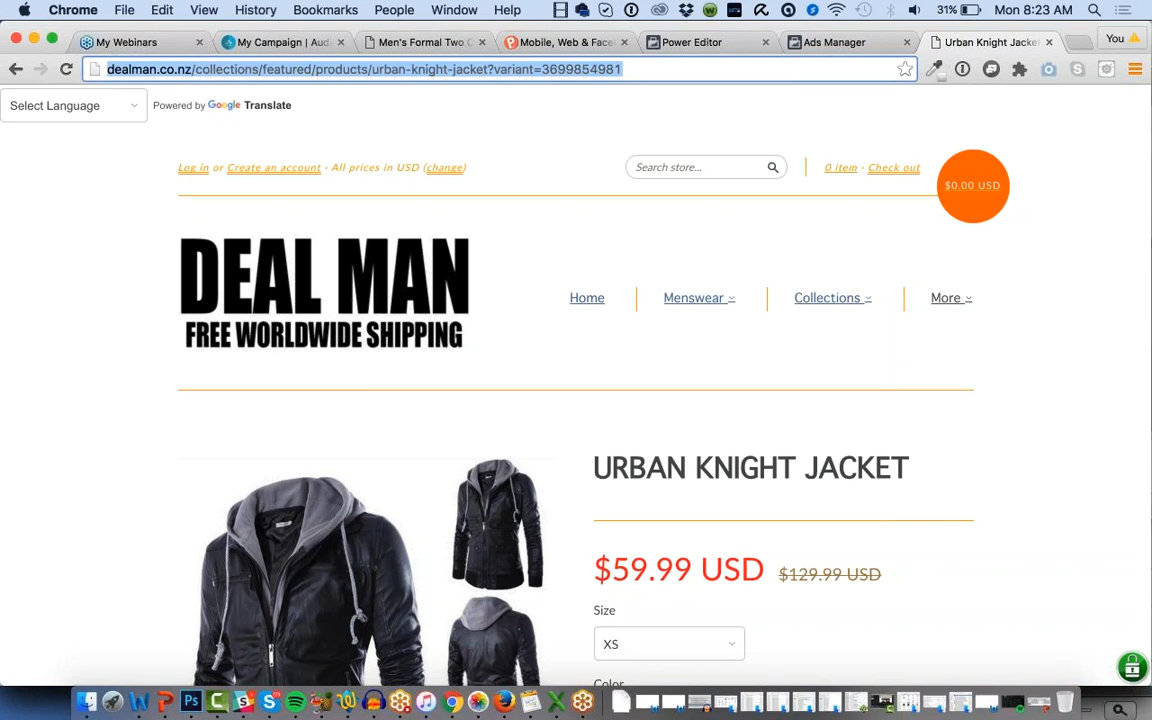 Chrome File Edit View History Bookmarks People Window Help 31% Mon 8:23 AM
My Webinars My Campaign | Audi Men's Formal Two C Mobile, Web & Face Power Editor Ads Manager Urban Knight Jacket You
dealman.co.nz/collections/featured/products/urban-knight-jacket?variant=3699854981
Select Language Powered by Google Translate
Log in or Create an account · All prices in USD (change) Search store... 0 item · Check out
$0.00 USD
DEAL MAN
FREE WORLDWIDE SHIPPING
Home Menswear Collections More
URBAN KNIGHT JACKET
$59.99 USD $129.99 USD
Size
XS
Color